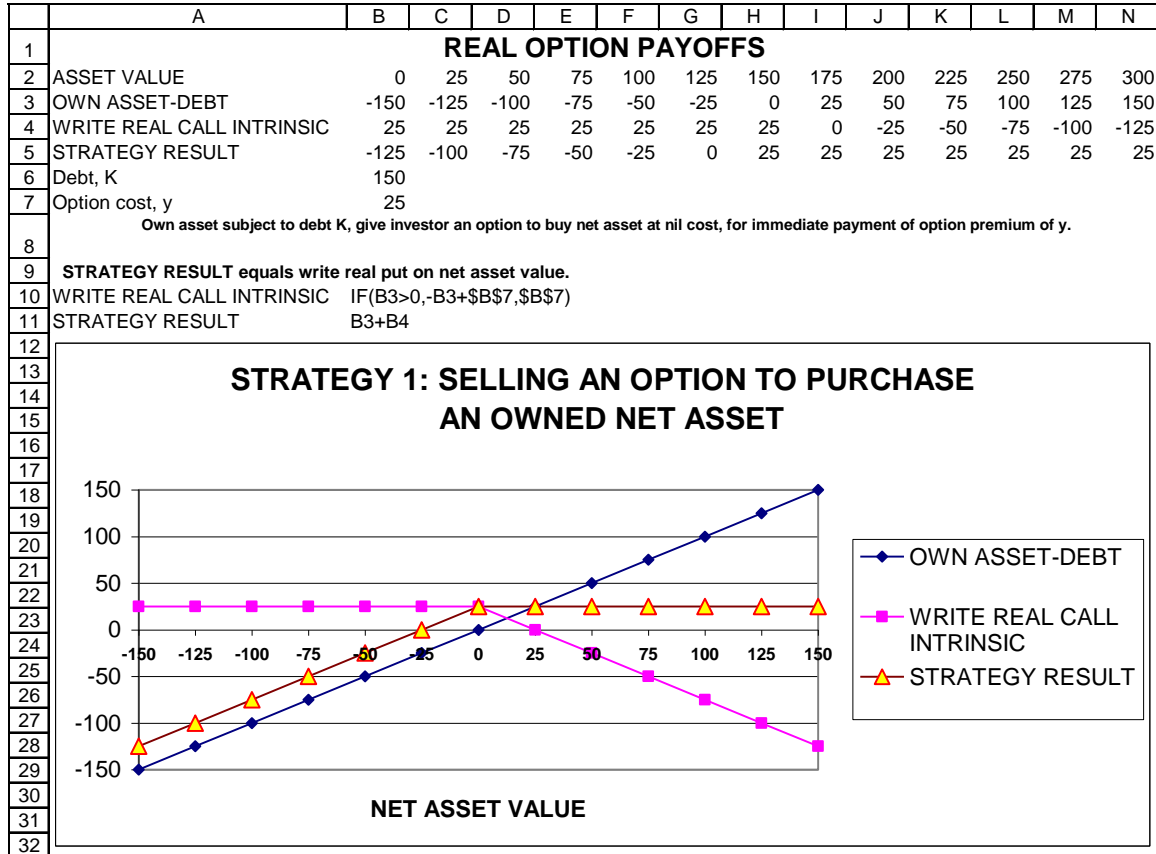 A B C D E F G H I J K L M N
1 REAL OPTION PAYOFFS
2 ASSET VALUE 0 25 50 75 100 125 150 175 200 225 250 275 300
3 OWN ASSET-DEBT -150 -125 -100 -75 -50 -25 0 25 50 75 100 125 150
4 WRITE REAL CALL INTRINSIC 25 25 25 25 25 25 25 0 -25 -50 -75 -100 -125
5 STRATEGY RESULT -125 -100 -75 -50 -25 0 25 25 25 25 25 25 25
6 Debt, K 150
7 Option cost, y 25
Own asset subject to debt K, give investor an option to buy net asset at nil cost, for immediate payment of option premium of y.
8
9 STRATEGY RESULT equals write real put on net asset value.
10 WRITE REAL CALL INTRINSIC IF(B3>0,-B3+$B$7,$B$7)
11 STRATEGY RESULT B3+B4
12
13
14
15
16
17
18
19
20
21
22
23
24
25
26
27
28
29
30
31
32
STRATEGY 1: SELLING AN OPTION TO PURCHASE
AN OWNED NET ASSET
150
100
50
0
-50
-100
-150
-150 -125 -100 -75 -50 -25 0 25 50 75 100 125 150
NET ASSET VALUE
OWN ASSET-DEBT
WRITE REAL CALL
INTRINSIC
STRATEGY RESULT